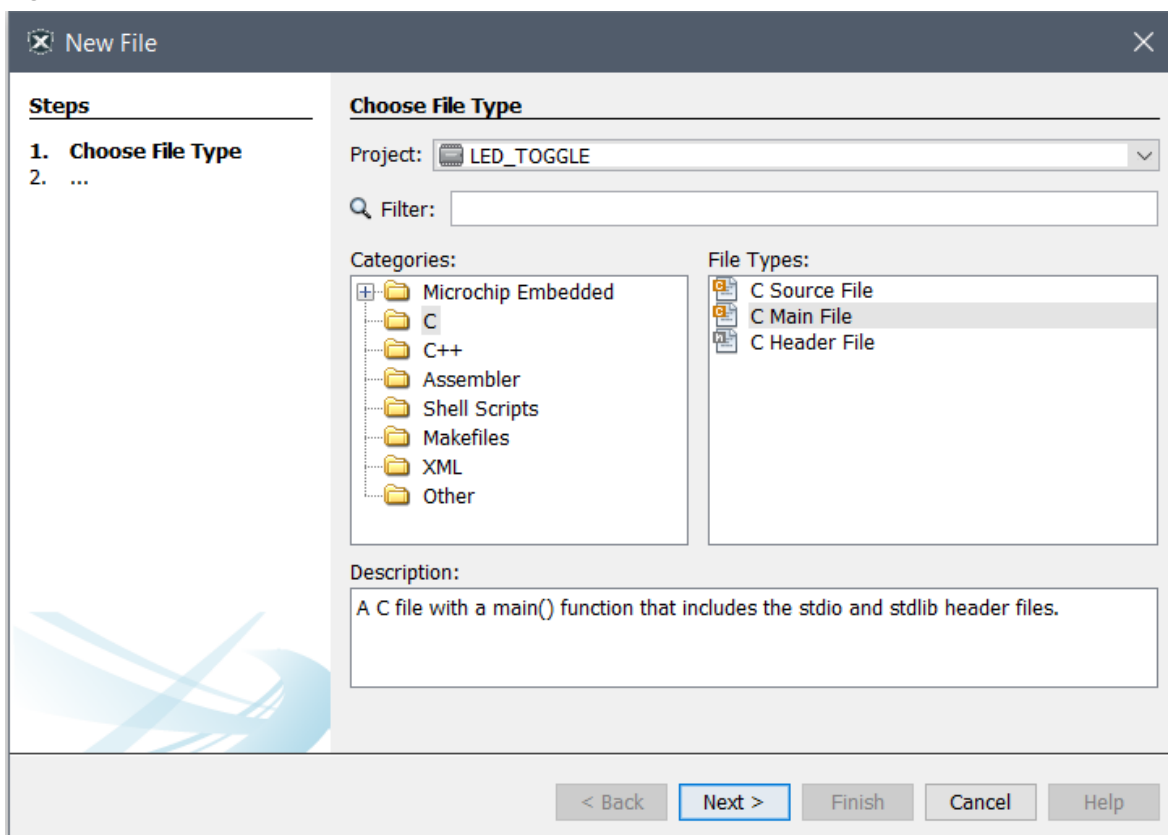 New File
Steps
1. Choose File Type
2. ...
Choose File Type
Project: LED_TOGGLE
Filter:
Categories:
Microchip Embedded
C
C++
Assembler
Shell Scripts
Makefiles
XML
Other
File Types:
C Source File
C Main File
C Header File
Description:
A C file with a main() function that includes the stdio and stdlib header files.
< Back Next > Finish Cancel Help